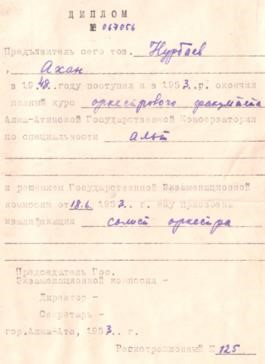 ДИПЛОМ
№ 067056
Предъявитель сего тов. Нурбаев
, Ахан
в 1948. году поступил и в 1953.. р. окончил
полный курс оркестрового факультета
Алма-Атинской Государственной Консерватории
по специальности альт
и решением Государственной Экзаменационной
комиссии от 18.6 1953.. г. ему присвоена
квалификация солист оркестра
Председатель Гос.
Экзаменационной комиссии -
Директор -
Секретарь -
гор. Алма-Ата, 1953.. г.
Регистрационный № 125